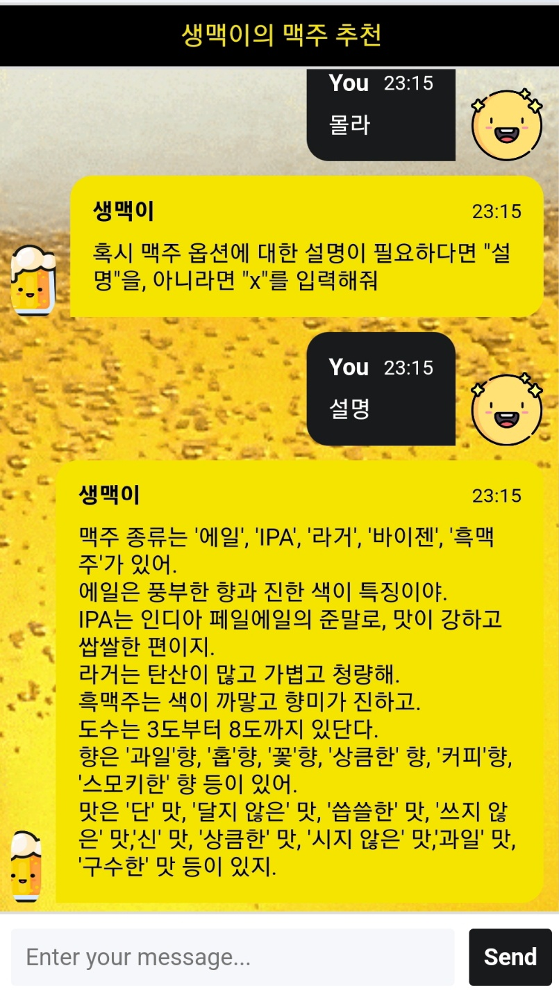 생맥이의 맥주 추천
You 23:15
몰라
생맥이 23:15
혹시 맥주 옵션에 대한 설명이 필요하다면 "설
명"을, 아니라면 "x"를 입력해줘
You 23:15
설명
생맥이 23:15
맥주 종류는 '에일', 'IPA', '라거', '바이젠', '흑맥
주'가 있어.
에일은 풍부한 향과 진한 색이 특징이야.
IPA는 인디아 페일에일의 준말로, 맛이 강하고
쌉쌀한 편이지.
라거는 탄산이 많고 가볍고 청량해.
흑맥주는 색이 까맣고 향미가 진하고.
도수는 3도부터 8도까지 있단다.
향은 '과일'향, '홉'향, '꽃'향, '상큼한' 향, '커피'향,
'스모키한' 향 등이 있어.
맛은 '단' 맛, '달지 않은' 맛, '씁쓸한' 맛, '쓰지 않
은' 맛,'신' 맛, '상큼한' 맛, '시지 않은' 맛,'과일' 맛,
'구수한' 맛 등이 있지.
Enter your message...
Send